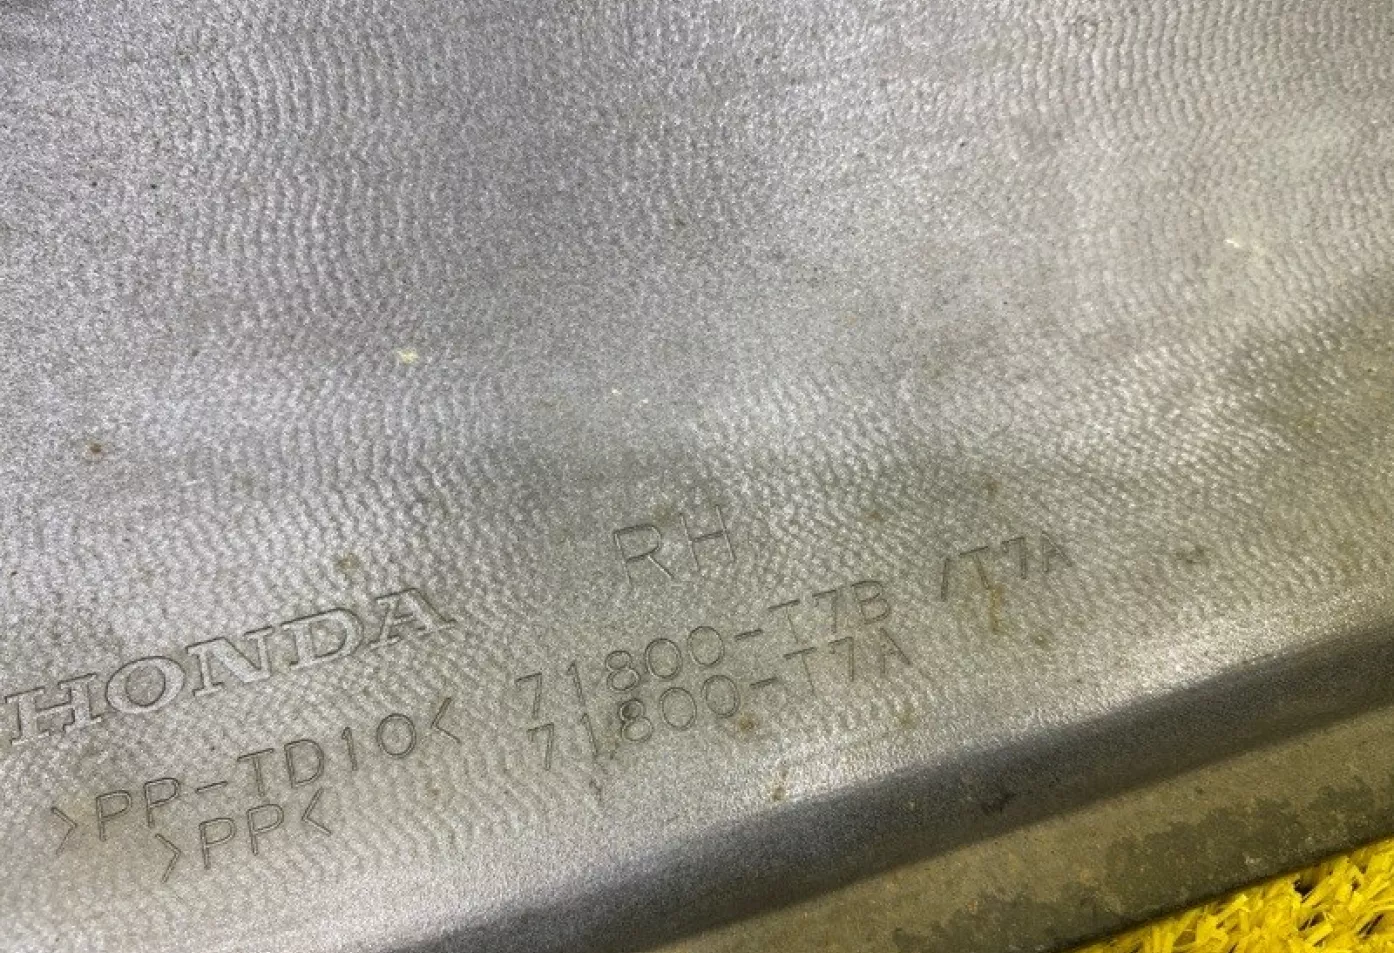 RH
HONDA
71800-T7B /T7A
>PP-TD10< 71800-T7A
>PP<